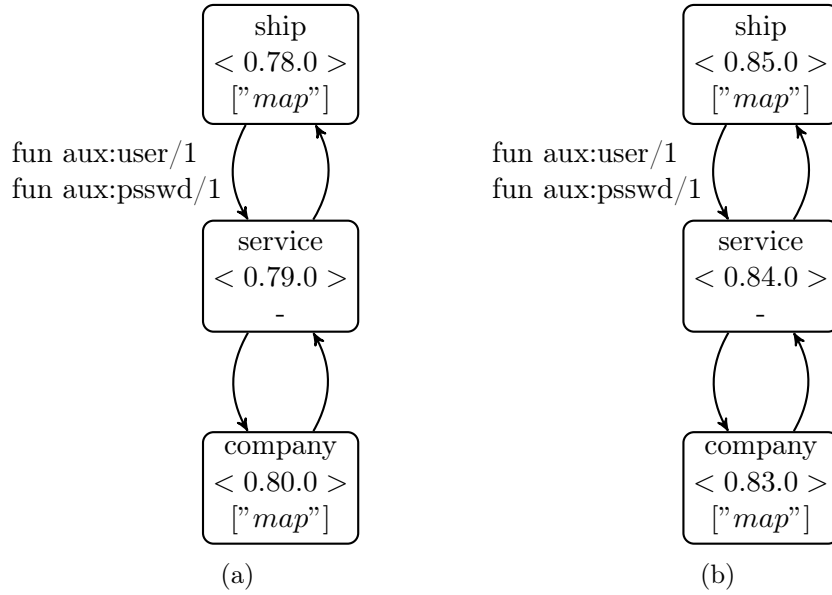 ship
< 0.78.0 >
["map"]
fun aux:user/1
fun aux:psswd/1
service
< 0.79.0 >
-
company
< 0.80.0 >
["map"]
(a)
ship
< 0.85.0 >
["map"]
fun aux:user/1
fun aux:psswd/1
service
< 0.84.0 >
-
company
< 0.83.0 >
["map"]
(b)